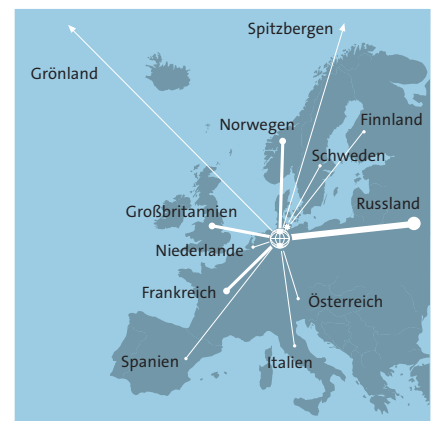 Spitzbergen
Grönland
Finnland
Norwegen
Schweden
Russland
Großbritannien
Niederlande
Frankreich
Österreich
Spanien
Italien